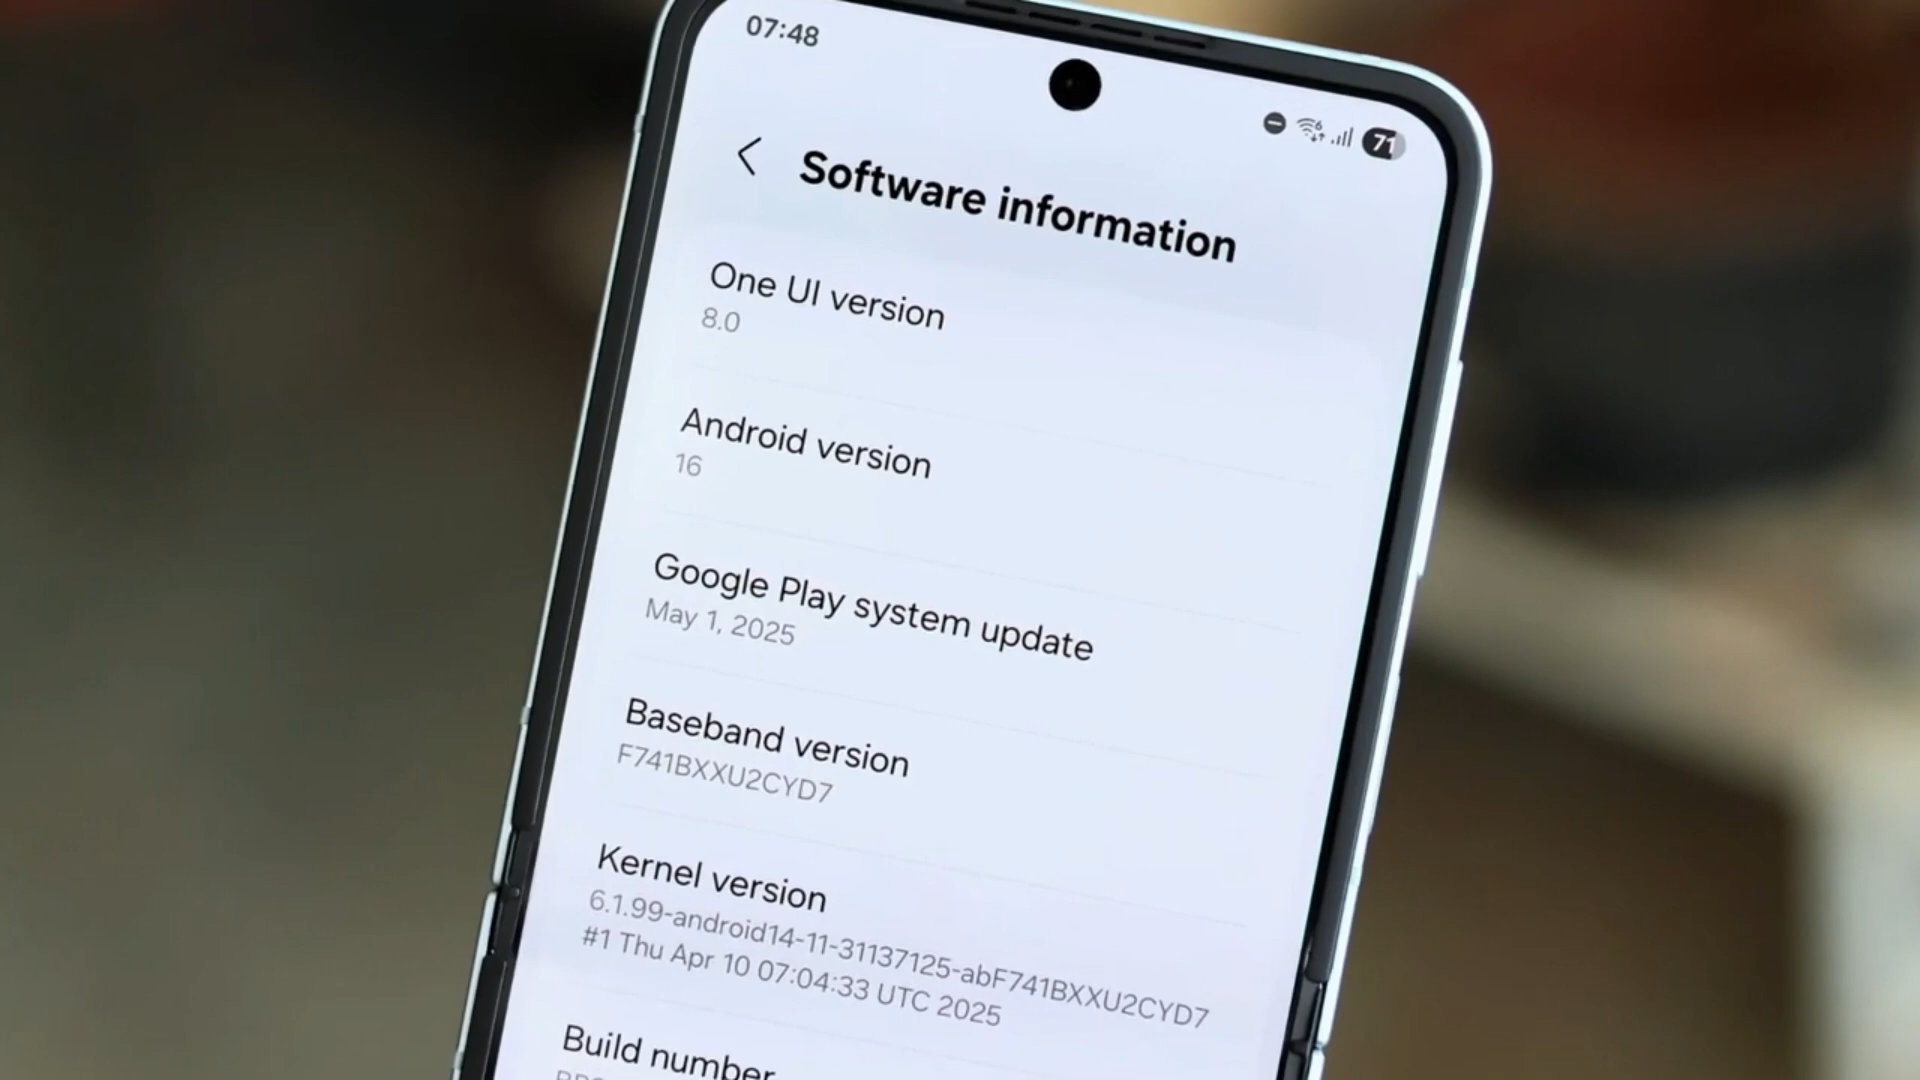 07:48
71
Software information
One UI version
8.0
Android version
16
Google Play system update
May 1, 2025
Baseband version
F741BXXU2CYD7
Kernel version
6.1.99-android14-11-31137125-abF741BXXU2CYD7
#1 Thu Apr 10 07:04:33 UTC 2025
Build number